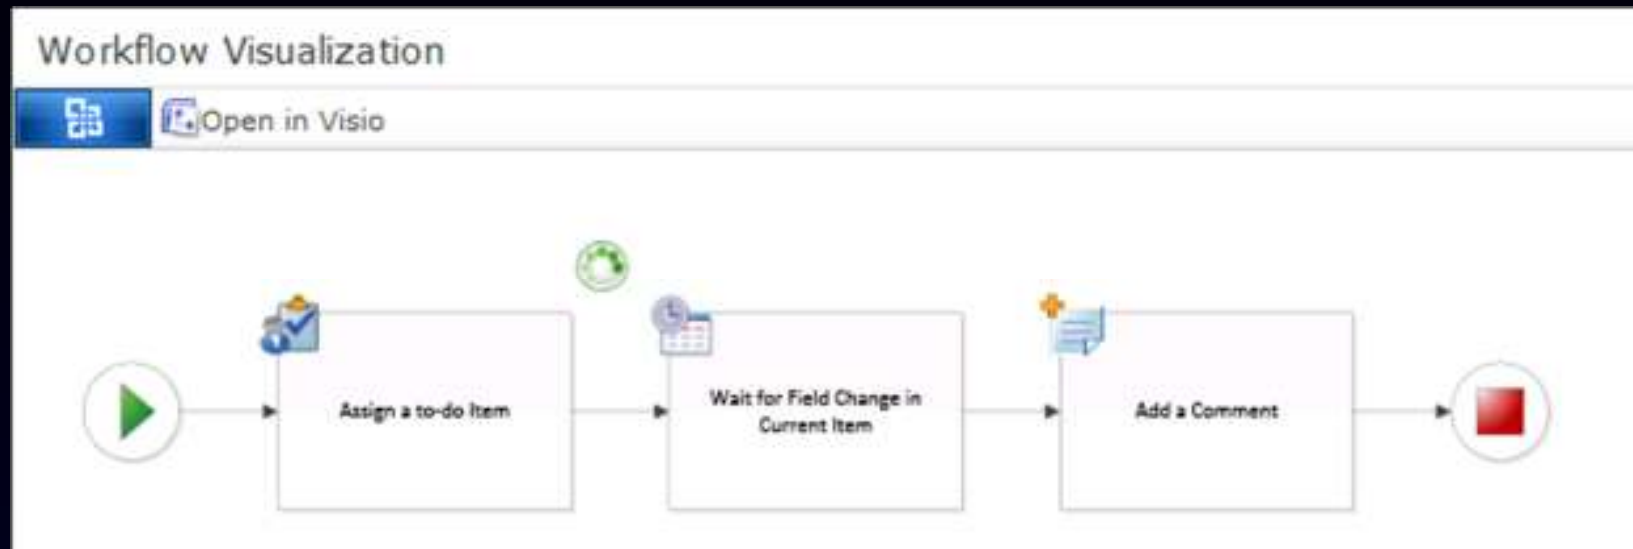 Workflow Visualization
Open in Visio
Assign a to-do Item
Wait for Field Change in
Current Item
Add a Comment